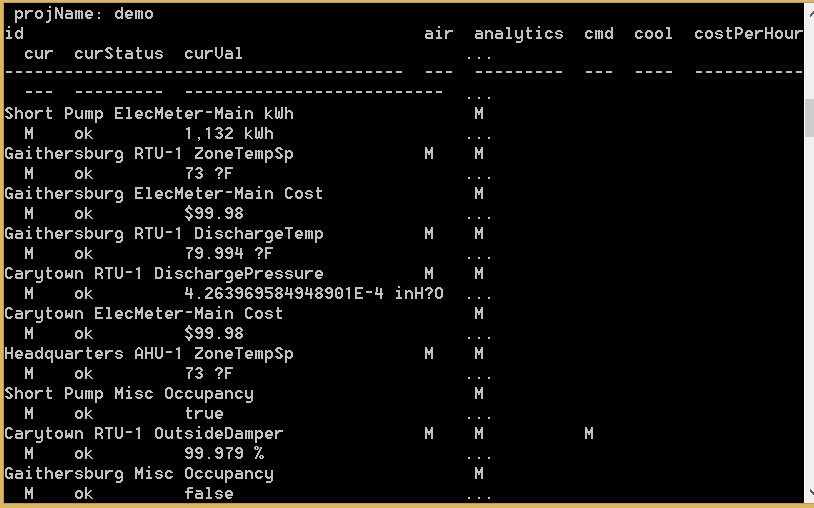 projName: demo
id air analytics cmd cool costPerHour
cur curStatus curVal ...
---------------------------------------- --- --------- --- ---- -----------
--- --------- -------------------------- ...
Short Pump ElecMeter-Main kWh M
M ok 1,132 kWh ...
Gaithersburg RTU-1 ZoneTempSp M M
M ok 73 ?F ...
Gaithersburg ElecMeter-Main Cost M
M ok $99.98 ...
Gaithersburg RTU-1 DischargeTemp M M
M ok 79.994 ?F ...
Carytown RTU-1 DischargePressure M M
M ok 4.263969584948901E-4 inH?O ...
Carytown ElecMeter-Main Cost M
M ok $99.98 ...
Headquarters AHU-1 ZoneTempSp M M
M ok 73 ?F ...
Short Pump Misc Occupancy M
M ok true ...
Carytown RTU-1 OutsideDamper M M M
M ok 99.979 % ...
Gaithersburg Misc Occupancy M
M ok false ...